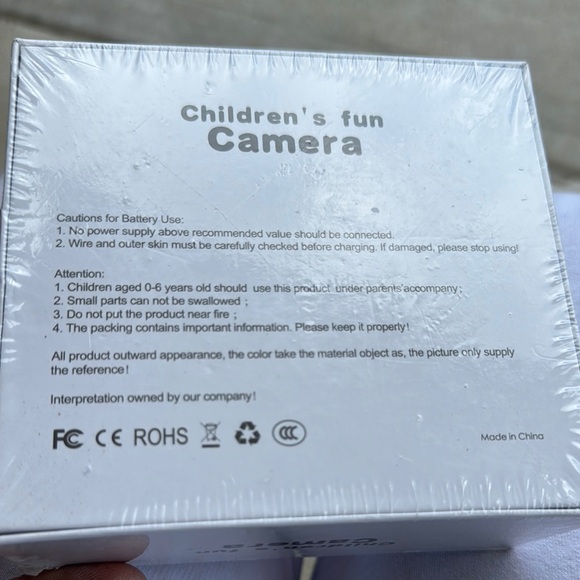 Children's fun
Camera
Cautions for Battery Use:
1. No power supply above recommended value should be connected.
2. Wire and outer skin must be carefully checked before charging. If damaged, please stop using!
Attention:
1. Children aged 0-6 years old should use this product under parents'accompany;
2. Small parts can not be swallowed ;
3. Do not put the product near fire ;
4. The packing contains important information. Please keep it properly!
All product outward appearance, the color take the material object as, the picture only supply
the reference!
Interpretation owned by our company!
FC CE ROHS CCC
Made in China
Children's fun
Camera